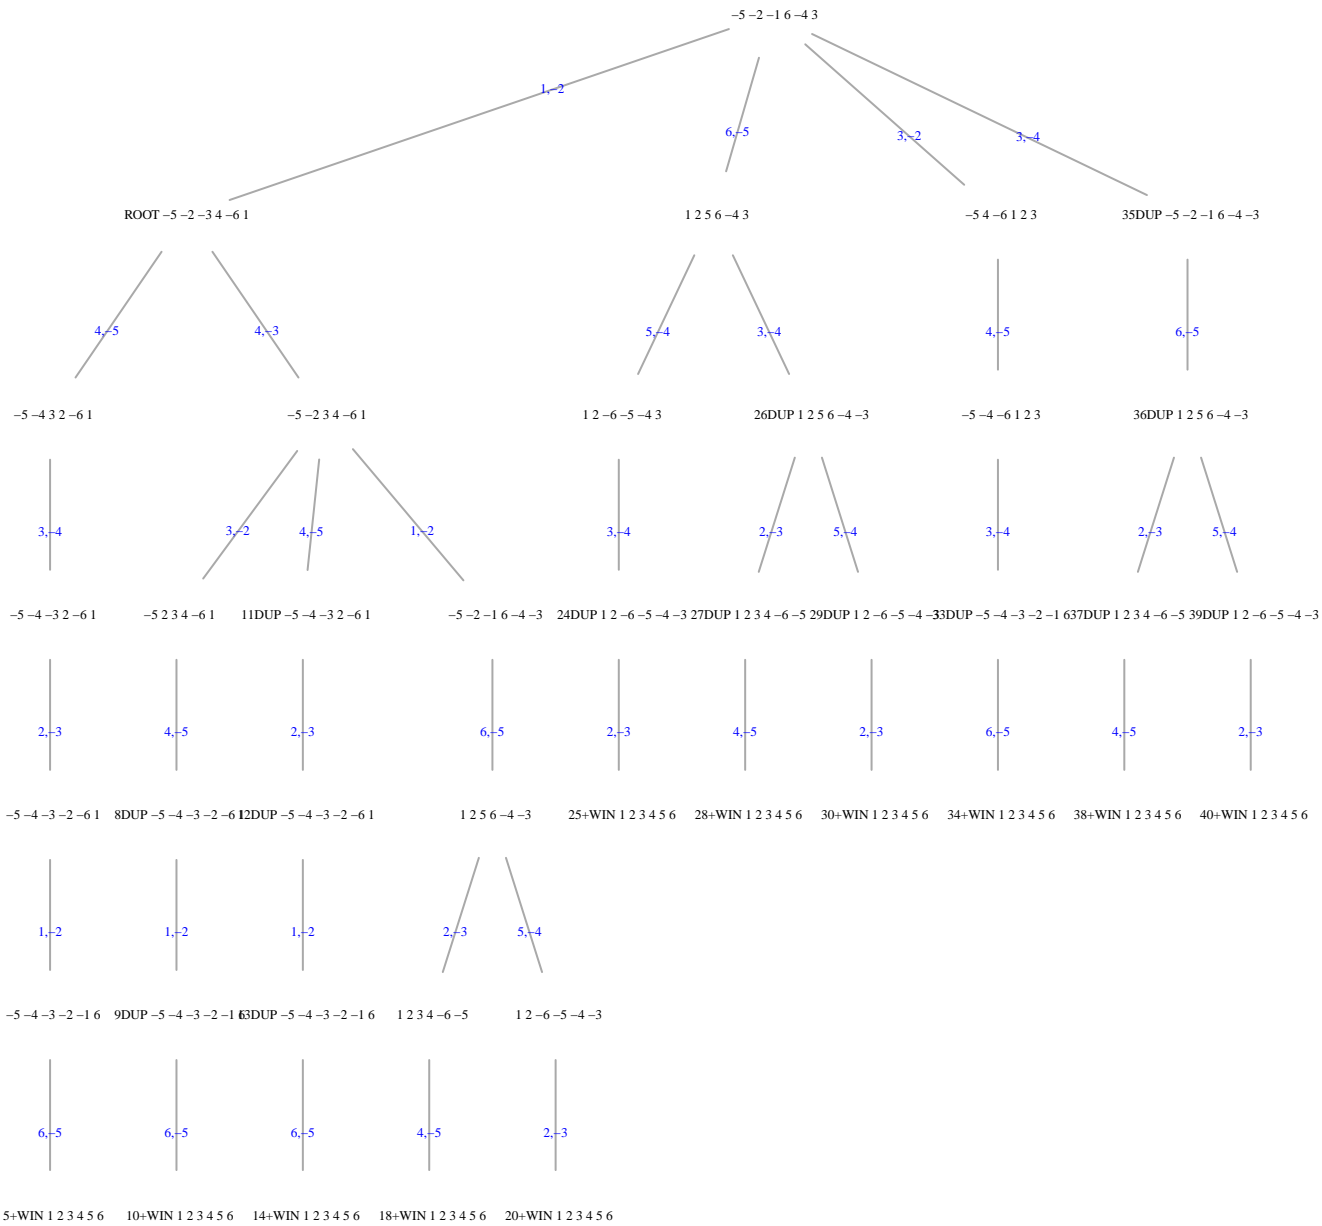 −5 −2 −1 6 −4 3
1,−2
6,−5
3,−2
3,−4
ROOT −5 −2 −3 4 −6 1
1 2 5 6 −4 3
−5 4 −6 1 2 3
35DUP −5 −2 −1 6 −4 −3
4,−5
4,−3
5,−4
3,−4
4,−5
6,−5
−5 −4 3 2 −6 1
−5 −2 3 4 −6 1
1 2 −6 −5 −4 3
26DUP 1 2 5 6 −4 −3
−5 −4 −6 1 2 3
36DUP 1 2 5 6 −4 −3
3,−4
3,−2
4,−5
1,−2
3,−4
2,−3
5,−4
3,−4
2,−3
5,−4
−5 −4 −3 2 −6 1
−5 2 3 4 −6 1
11DUP −5 −4 −3 2 −6 1
−5 −2 −1 6 −4 −3
24DUP 1 2 −6 −5 −4 −3
27DUP 1 2 3 4 −6 −5
29DUP 1 2 −6 −5 −4 −3
33DUP −5 −4 −3 −2 −1 6
37DUP 1 2 3 4 −6 −5
39DUP 1 2 −6 −5 −4 −3
2,−3
4,−5
2,−3
6,−5
2,−3
4,−5
2,−3
6,−5
4,−5
2,−3
−5 −4 −3 −2 −6 1
8DUP −5 −4 −3 −2 −6 1
12DUP −5 −4 −3 −2 −6 1
1 2 5 6 −4 −3
25+WIN 1 2 3 4 5 6
28+WIN 1 2 3 4 5 6
30+WIN 1 2 3 4 5 6
34+WIN 1 2 3 4 5 6
38+WIN 1 2 3 4 5 6
40+WIN 1 2 3 4 5 6
1,−2
1,−2
1,−2
2,−3
5,−4
−5 −4 −3 −2 −1 6
9DUP −5 −4 −3 −2 −1 6
13DUP −5 −4 −3 −2 −1 6
1 2 3 4 −6 −5
1 2 −6 −5 −4 −3
6,−5
6,−5
6,−5
4,−5
2,−3
5+WIN 1 2 3 4 5 6
10+WIN 1 2 3 4 5 6
14+WIN 1 2 3 4 5 6
18+WIN 1 2 3 4 5 6
20+WIN 1 2 3 4 5 6